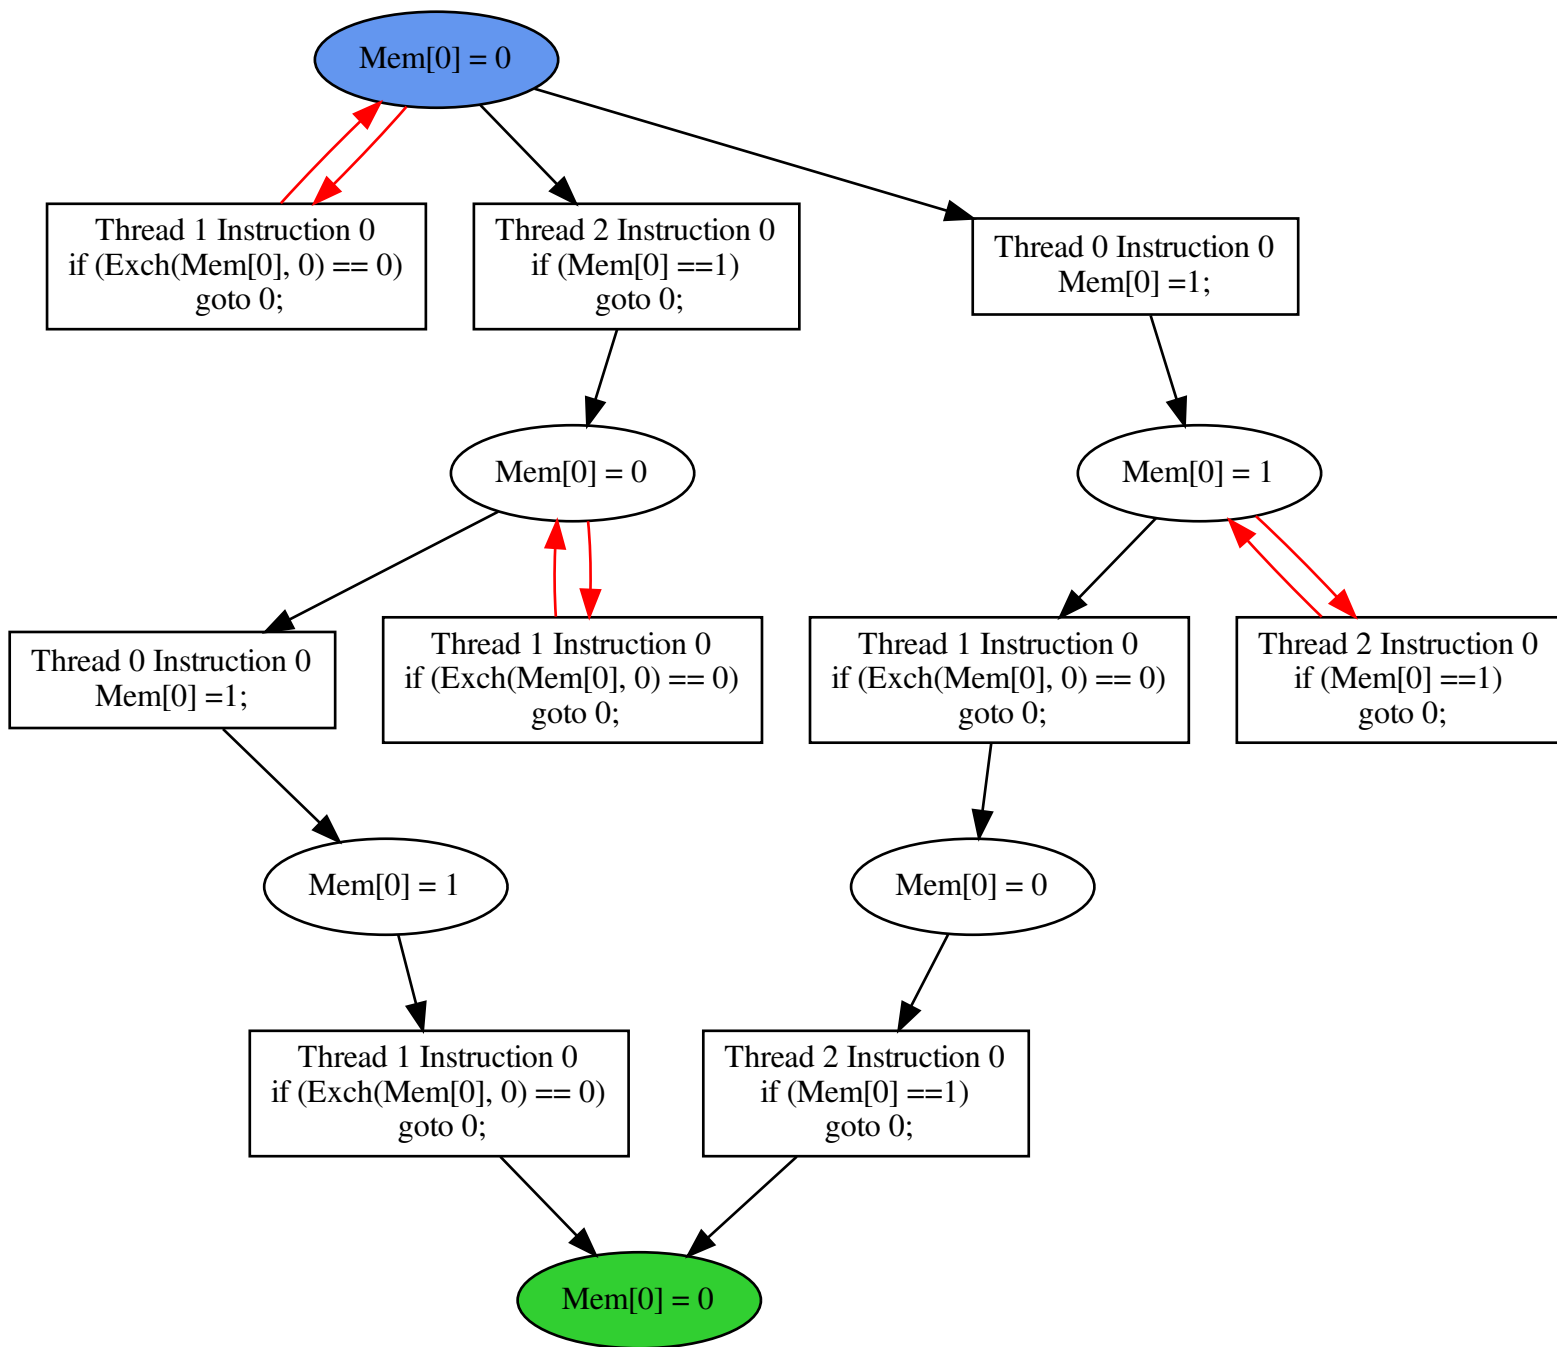 Mem[0] = 0
Thread 1 Instruction 0
if (Exch(Mem[0], 0) == 0)
goto 0;
Thread 2 Instruction 0
if (Mem[0] ==1)
goto 0;
Thread 0 Instruction 0
Mem[0] =1;
Mem[0] = 0
Mem[0] = 1
Thread 0 Instruction 0
Mem[0] =1;
Thread 1 Instruction 0
if (Exch(Mem[0], 0) == 0)
goto 0;
Thread 1 Instruction 0
if (Exch(Mem[0], 0) == 0)
goto 0;
Thread 2 Instruction 0
if (Mem[0] ==1)
goto 0;
Mem[0] = 1
Mem[0] = 0
Thread 1 Instruction 0
if (Exch(Mem[0], 0) == 0)
goto 0;
Thread 2 Instruction 0
if (Mem[0] ==1)
goto 0;
Mem[0] = 0